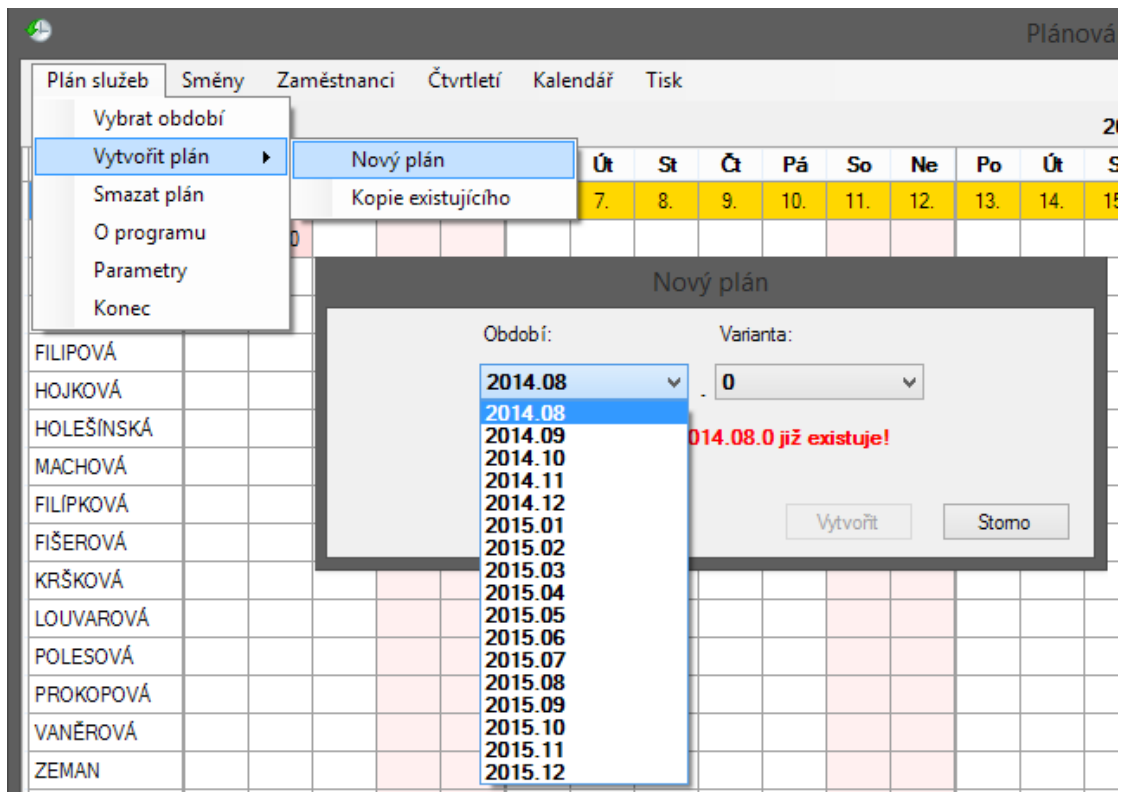 Plánová
Plán služeb Směny Zaměstnanci Čtvrtletí Kalendář Tisk
Vybrat období
Vytvořit plán
Smazat plán
O programu
Parametry
Konec
Nový plán
Kopie existujícího
Út St Čt Pá So Ne Po Út
7. 8. 9. 10. 11. 12. 13. 14.
Nový plán
Období: Varianta:
2014.08 . 0
2014.08
2014.09
2014.10
2014.11
2014.12
2015.01
2015.02
2015.03
2015.04
2015.05
2015.06
2015.07
2015.08
2015.09
2015.10
2015.11
2015.12
014.08.0 již existuje!
Vytvořit Storno
FILIPOVÁ
HOJKOVÁ
HOLEŠÍNSKÁ
MACHOVÁ
FILÍPKOVÁ
FIŠEROVÁ
KRŠKOVÁ
LOUVAROVÁ
POLESOVÁ
PROKOPOVÁ
VANĚROVÁ
ZEMAN